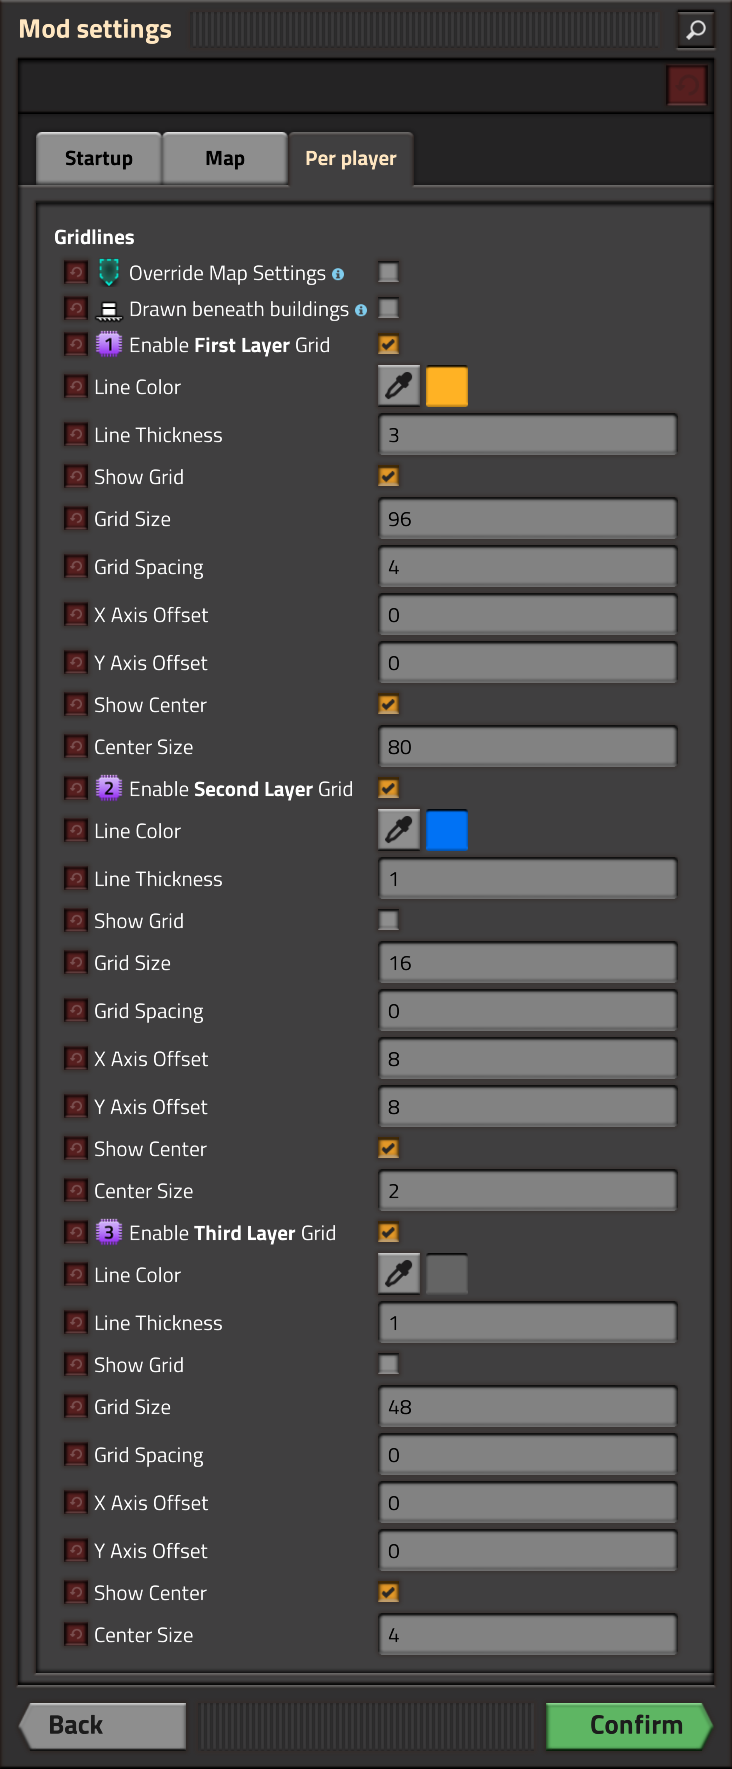 Mod settings
Startup Map Per player
Gridlines
Override Map Settings
Drawn beneath buildings
1 Enable First Layer Grid
Line Color
Line Thickness 3
Show Grid
Grid Size 96
Grid Spacing 4
X Axis Offset 0
Y Axis Offset 0
Show Center
Center Size 80
2 Enable Second Layer Grid
Line Color
Line Thickness 1
Show Grid
Grid Size 16
Grid Spacing 0
X Axis Offset 8
Y Axis Offset 8
Show Center
Center Size 2
3 Enable Third Layer Grid
Line Color
Line Thickness 1
Show Grid
Grid Size 48
Grid Spacing 0
X Axis Offset 0
Y Axis Offset 0
Show Center
Center Size 4
Back Confirm